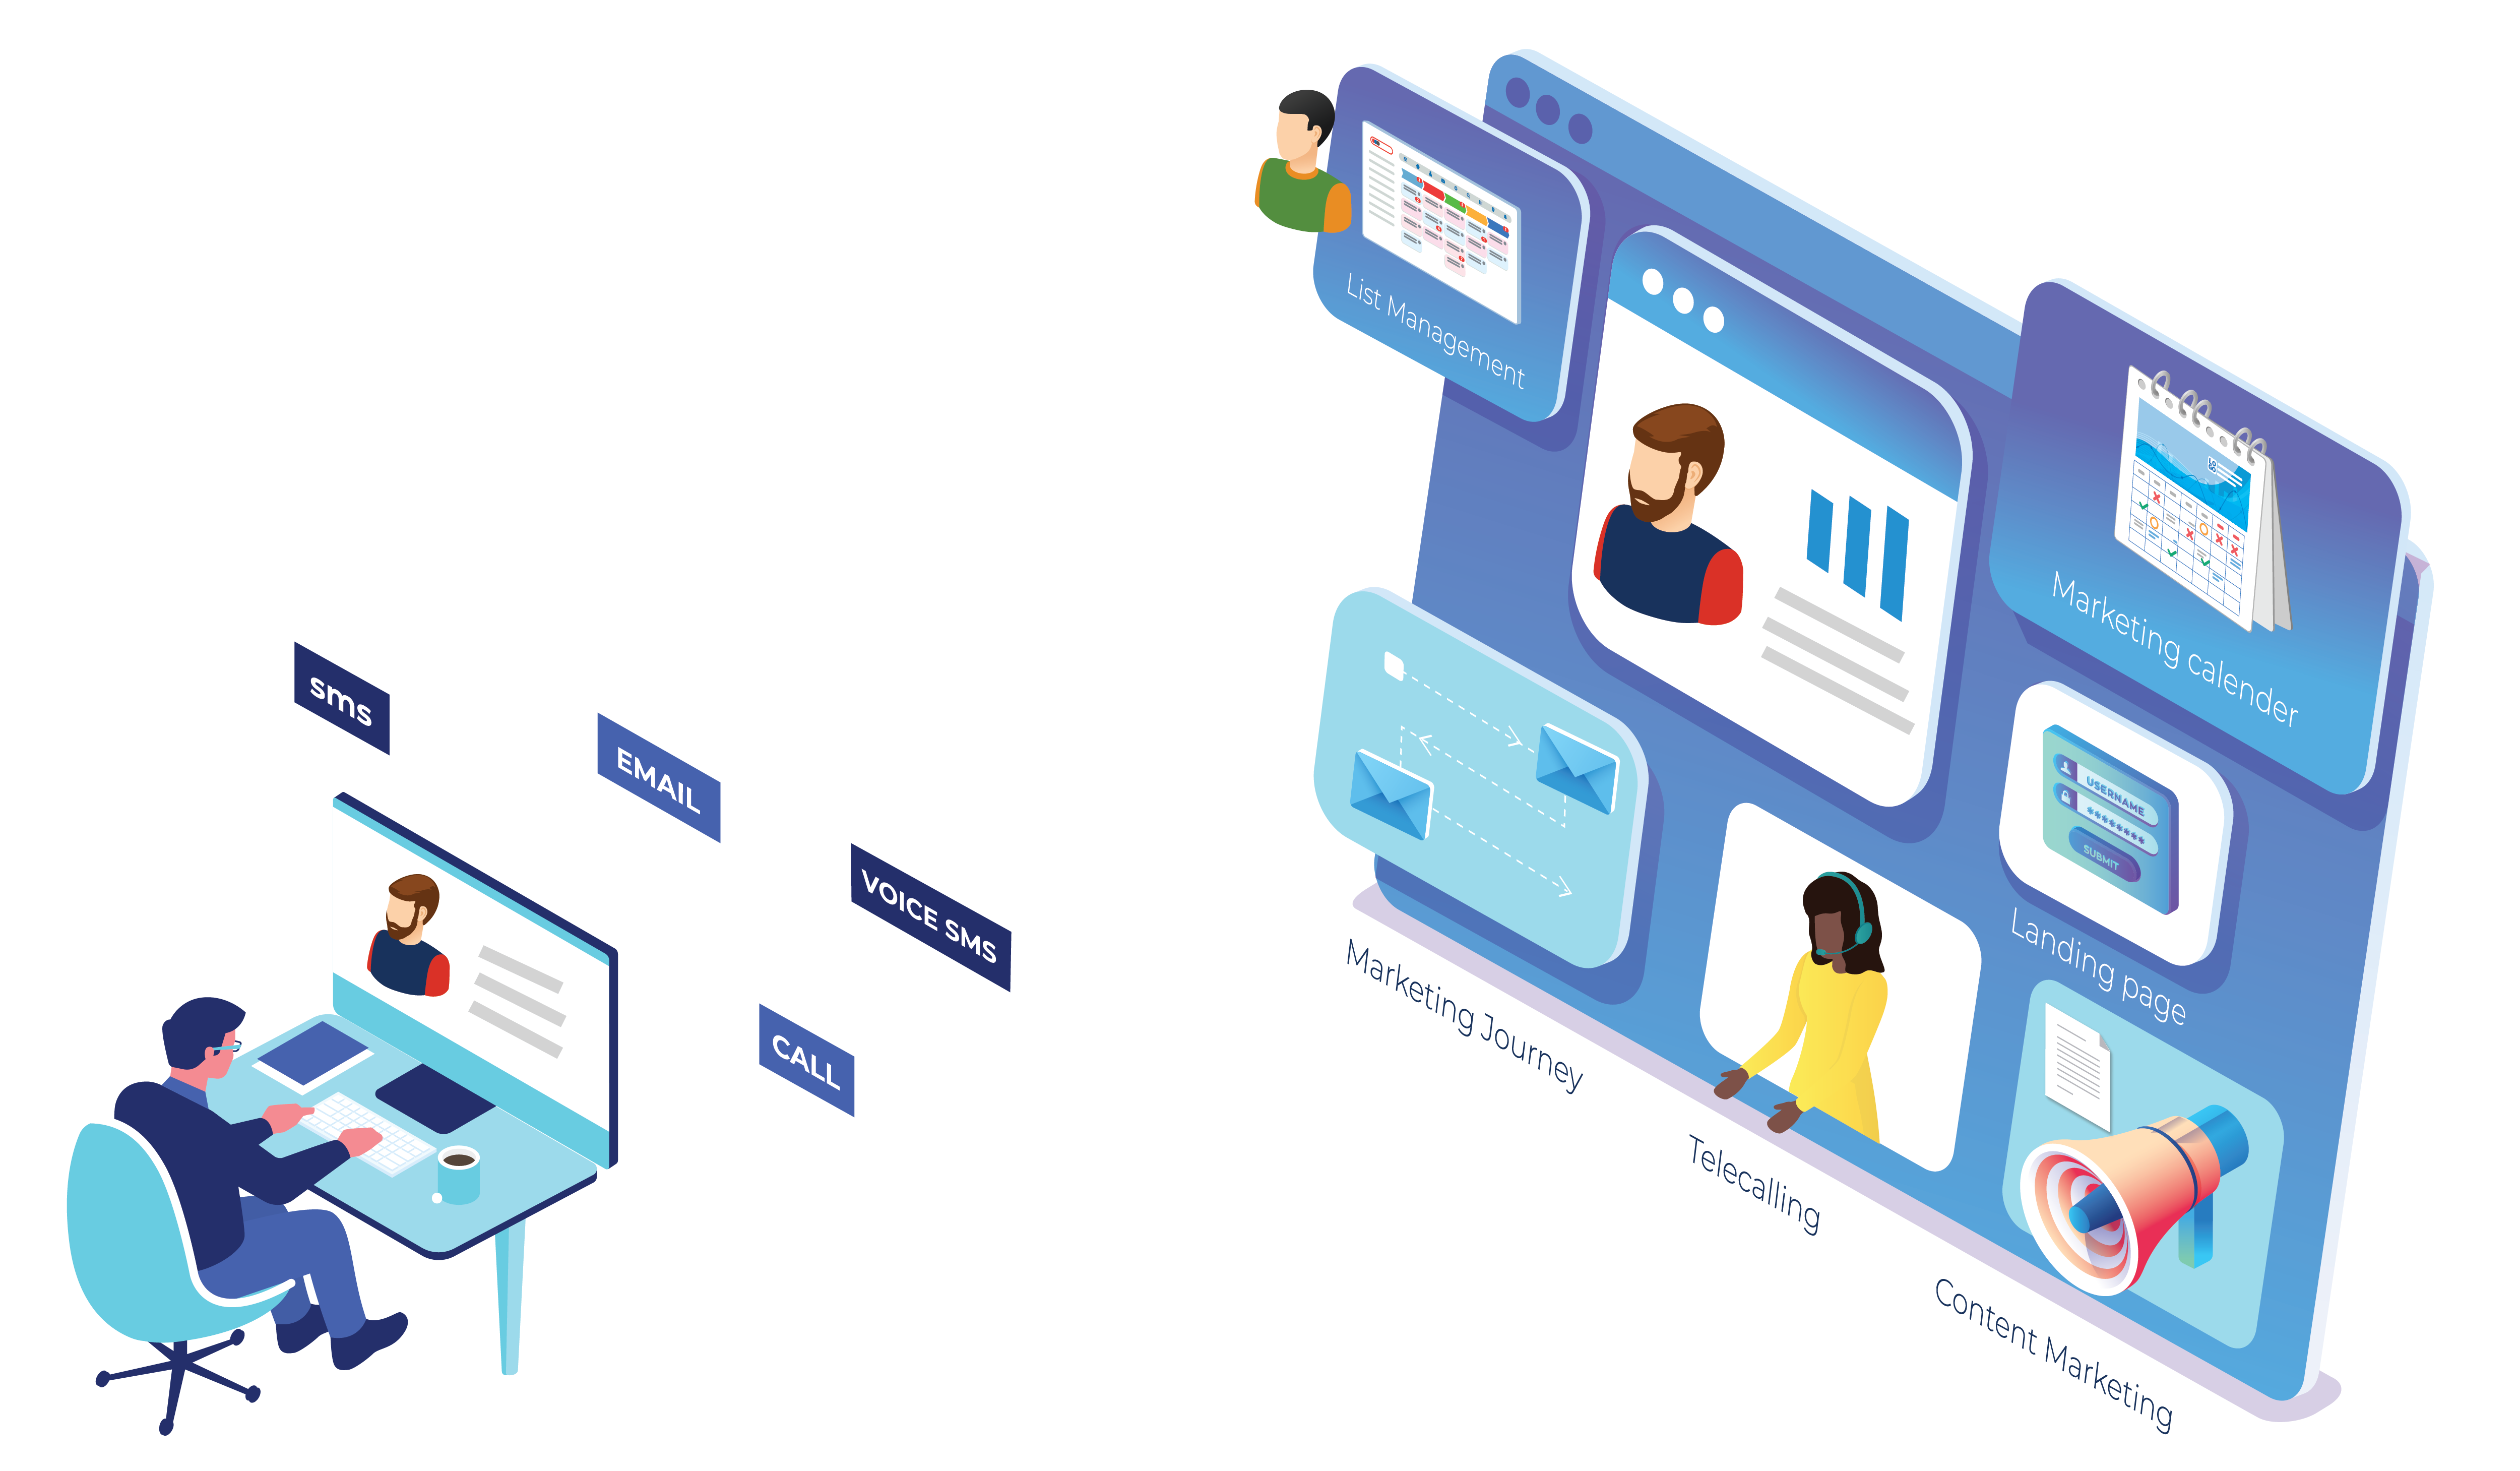 sms
EMAIL
VOICE SMS
CALL
List Management
Marketing calender
USERNAME
********
SUBMIT
Landing page
Marketing Journey
Telecalling
Content Marketing